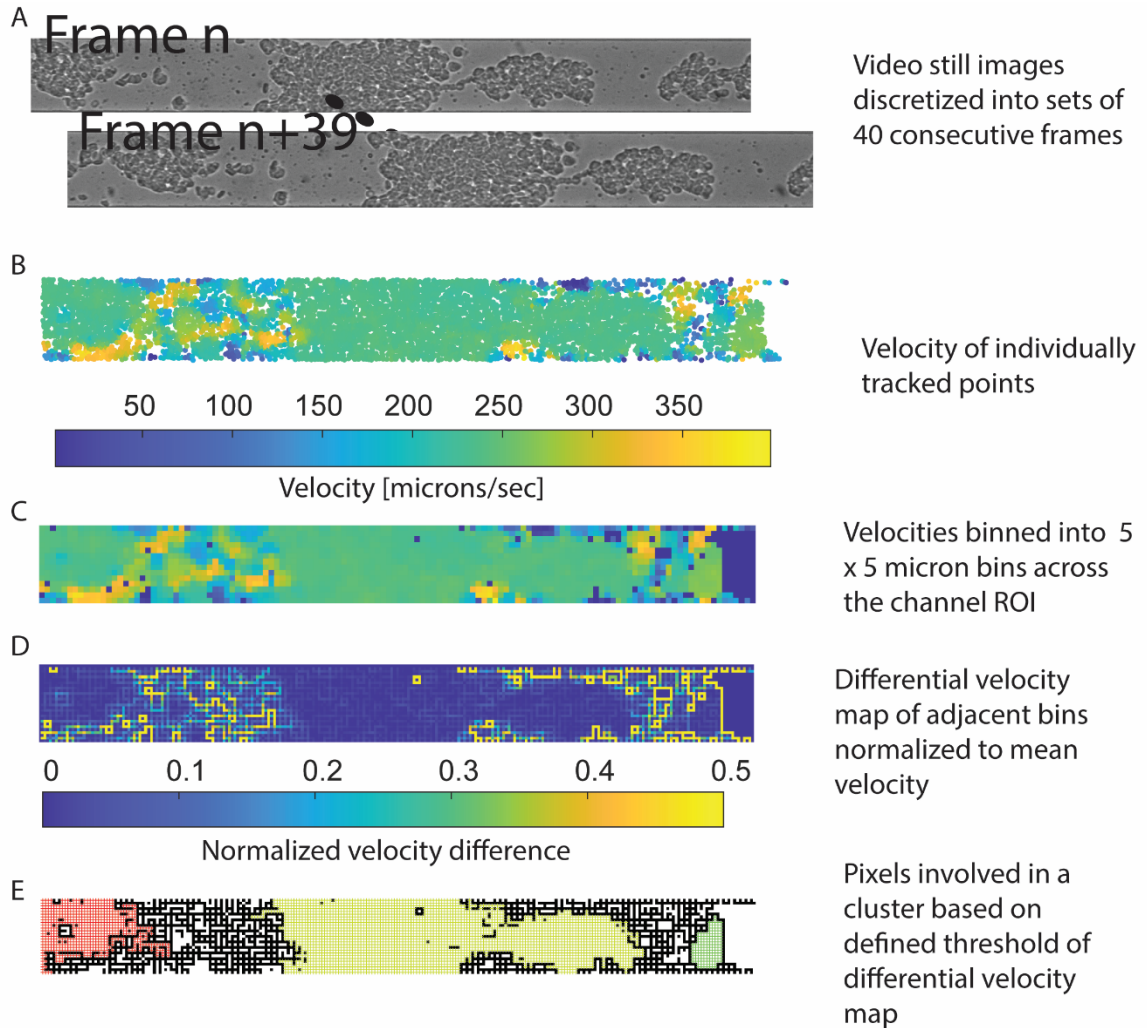 A
Frame n
Frame n+39
Video still images
discretized into sets of
40 consecutive frames
B
Velocity of individually
tracked points
50 100 150 200 250 300 350
Velocity [microns/sec]
C
Velocities binned into 5
x 5 micron bins across
the channel ROI
D
Differential velocity
map of adjacent bins
normalized to mean
velocity
0 0.1 0.2 0.3 0.4 0.5
Normalized velocity difference
E
Pixels involved in a
cluster based on
defined threshold of
differential velocity
map